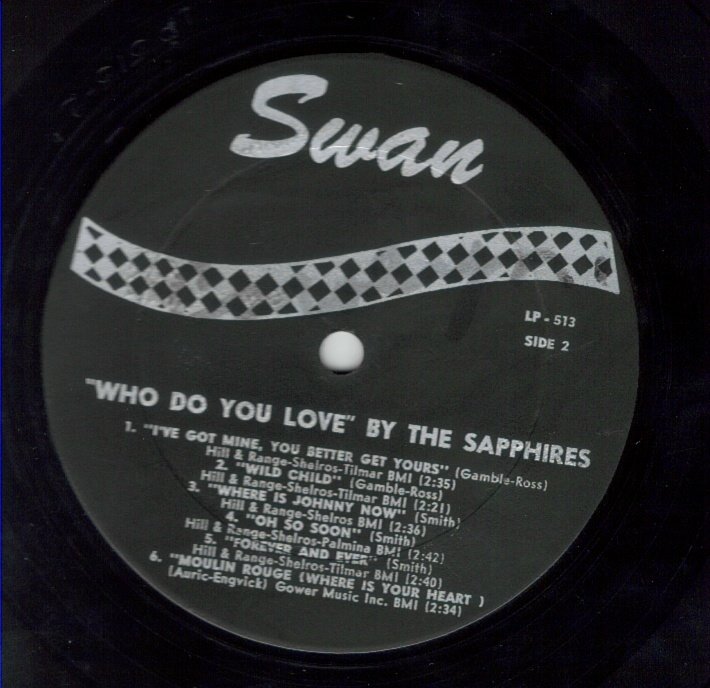 Swan
LP - 513
SIDE 2
"WHO DO YOU LOVE" BY THE SAPPHIRES
1. "I'VE GOT MINE, YOU BETTER GET YOURS" (Gamble-Ross)
Hill & Range-Shelros-Tilmar BMI (2:35)
2. "WILD CHILD" (Gamble-Ross)
Hill & Range-Shelros-Tilmar BMI (2:21)
3. "WHERE IS JOHNNY NOW" (Smith)
Hill & Range-Shelros BMI (2:36)
4. "OH SO SOON" (Smith)
Hill & Range-Shelros-Palmina BMI (2:42)
5. "FOREVER AND EVER" (Smith)
Hill & Range-Shelros-Tilmar BMI (2:40)
6. "MOULIN ROUGE (WHERE IS YOUR HEART )
(Auric-Engvick) Gower Music Inc. BMI (2:34)